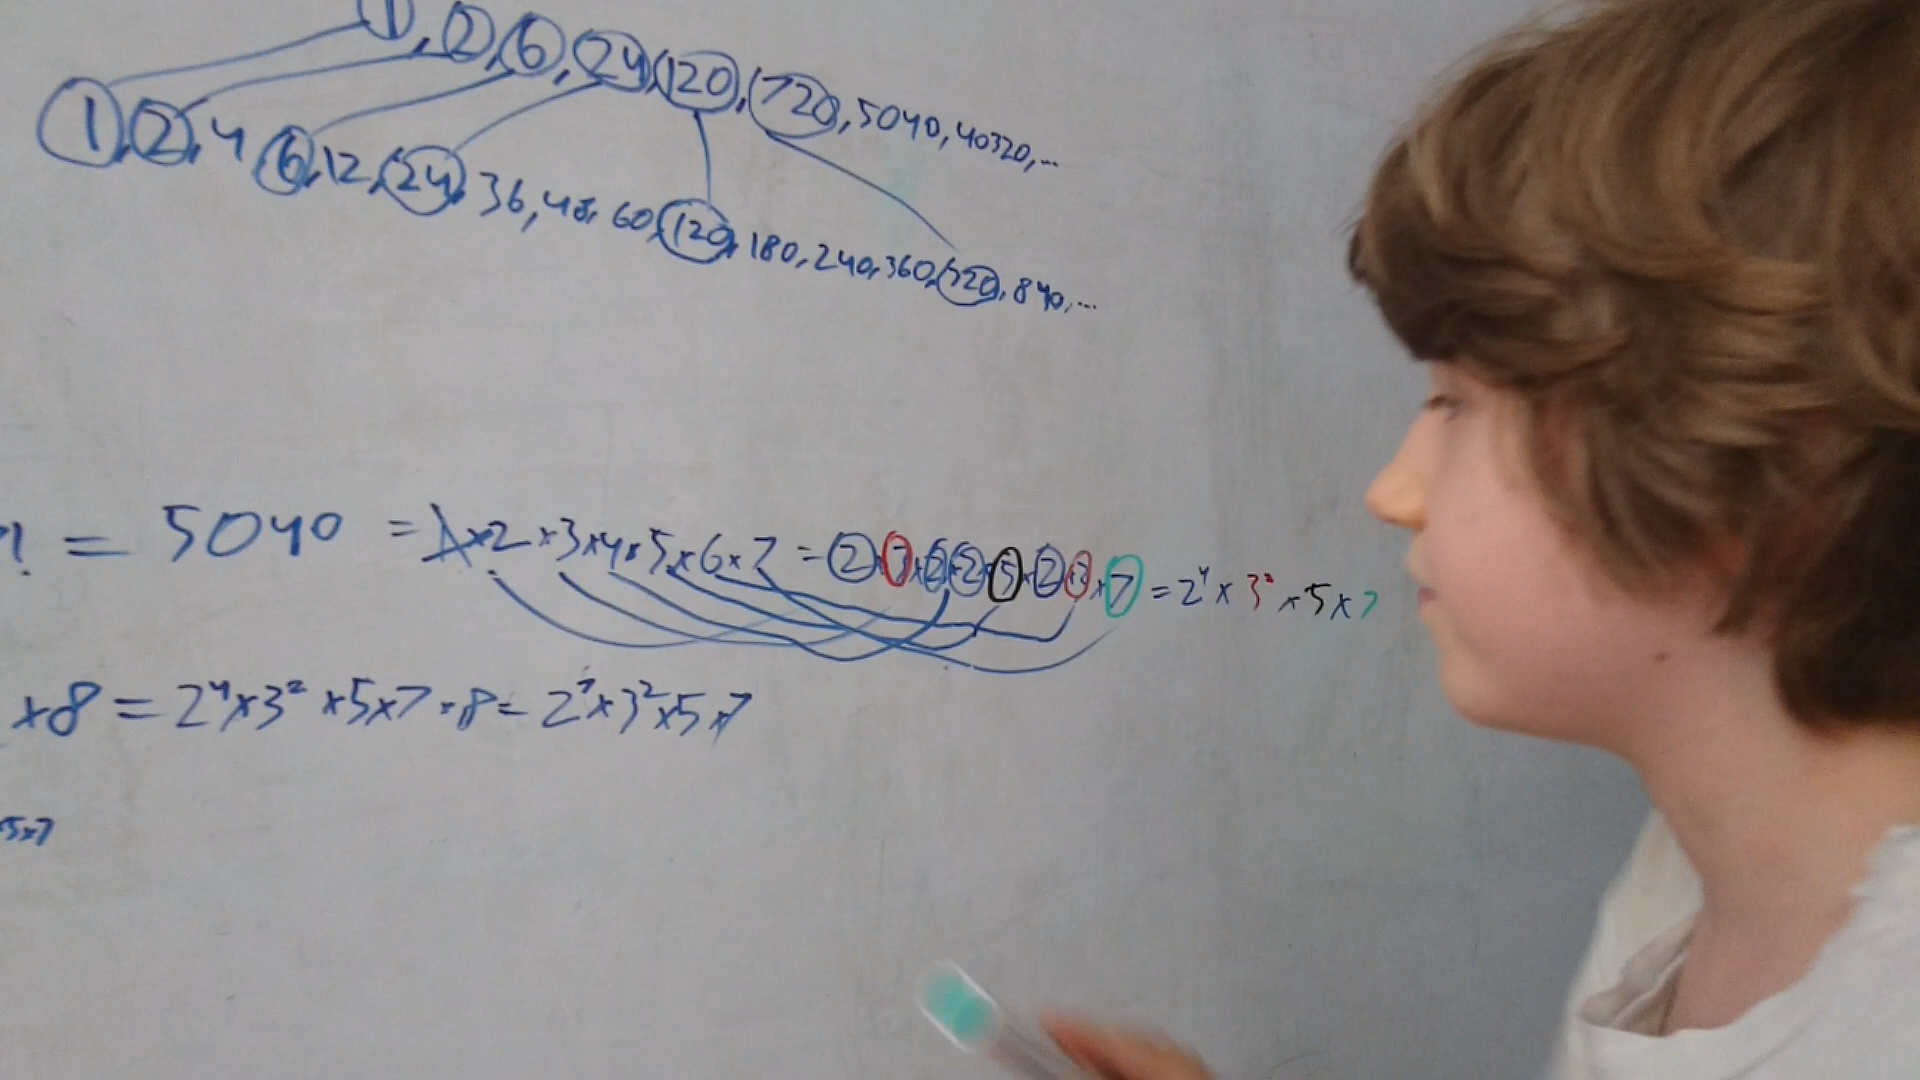 1, 2, 6, 24, 120, 720, 5040, 40320, ...
1, 2, 4, 6, 12, 24, 36, 48, 60, 120, 180, 240, 360, 720, 840, ...
! = 5040 = 1×2×3×4×5×6×7 = 2×3×2×2×5×2×3×7 = 2⁴×3²×5×7
×8 = 2⁴×3²×5×7×8 = 2⁷×3²×5×7
5×7